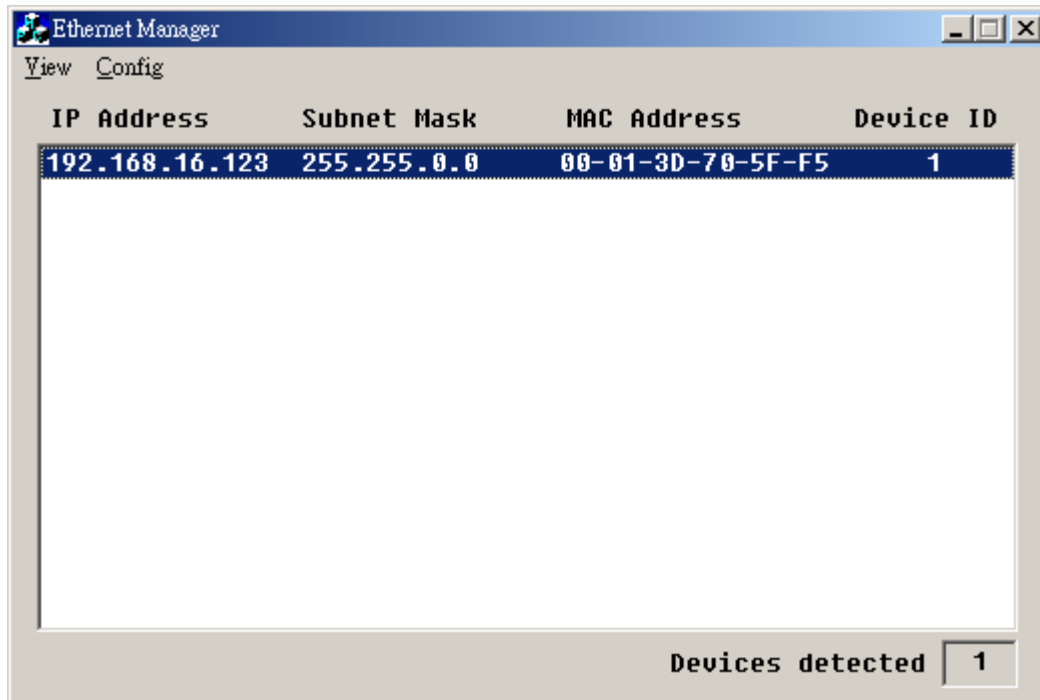 Ethernet Manager
View Config
IP Address Subnet Mask MAC Address Device ID
192.168.16.123 255.255.0.0 00-01-3D-70-5F-F5 1
Devices detected 1